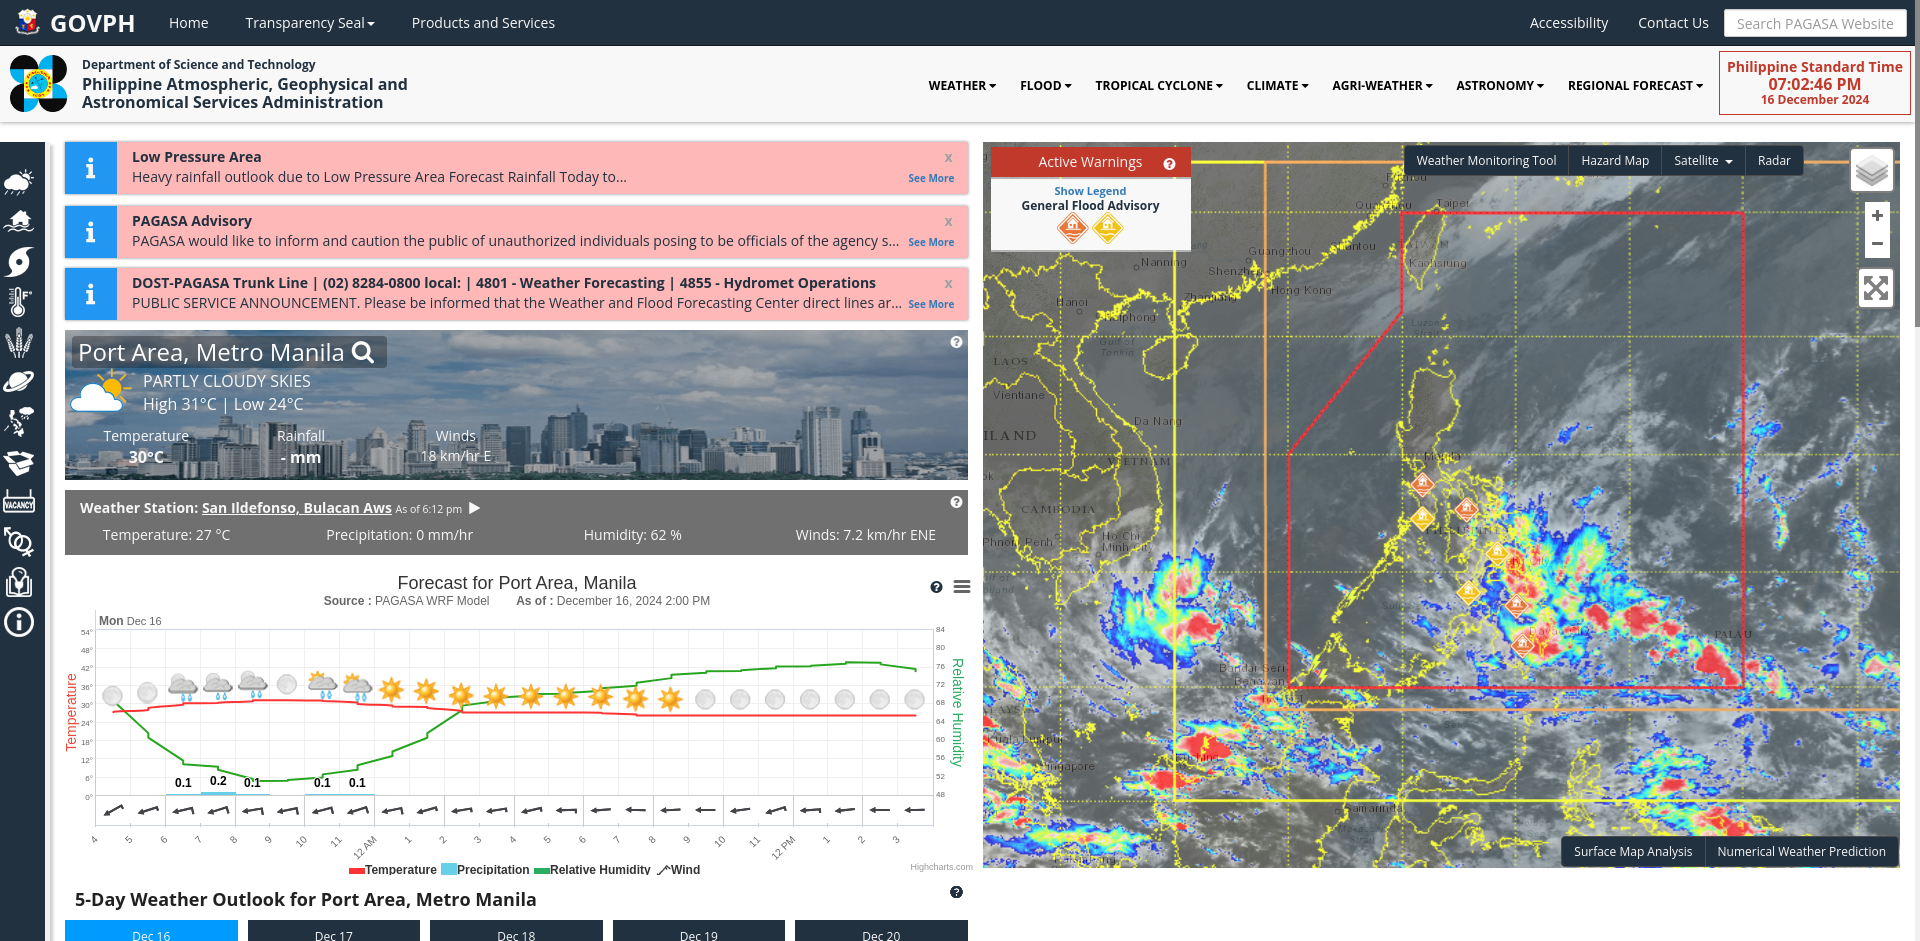 GOVPH
Home
Transparency Seal
Products and Services
Accessibility
Contact Us
Search PAGASA Website
Department of Science and Technology
Philippine Atmospheric, Geophysical and
Astronomical Services Administration
WEATHER
FLOOD
TROPICAL CYCLONE
CLIMATE
AGRI-WEATHER
ASTRONOMY
REGIONAL FORECAST
Philippine Standard Time
07:02:46 PM
16 December 2024
VACANCY
Low Pressure Area
x
Heavy rainfall outlook due to Low Pressure Area Forecast Rainfall Today to...
See More
PAGASA Advisory
x
PAGASA would like to inform and caution the public of unauthorized individuals posing to be officials of the agency s...
See More
DOST-PAGASA Trunk Line | (02) 8284-0800 local: | 4801 - Weather Forecasting | 4855 - Hydromet Operations
x
PUBLIC SERVICE ANNOUNCEMENT. Please be informed that the Weather and Flood Forecasting Center direct lines ar...
See More
Port Area, Metro Manila
PARTLY CLOUDY SKIES
High 31°C | Low 24°C
Temperature
Rainfall
Winds
30°C
- mm
18 km/hr E
Weather Station: San Ildefonso, Bulacan Aws As of 6:12 pm
Temperature: 27 °C
Precipitation: 0 mm/hr
Humidity: 62 %
Winds: 7.2 km/hr ENE
Forecast for Port Area, Manila
Source : PAGASA WRF Model As of : December 16, 2024 2:00 PM
Mon Dec 16
Temperature
54°
48°
42°
36°
30°
24°
18°
12°
6°
0°
0.1
0.2
0.1
0.1
0.1
84
80
76
72
68
64
60
56
52
48
Relative Humidity
4
5
6
7
8
9
10
11
12 AM
1
2
3
4
5
6
7
8
9
10
11
12 PM
1
2
3
Temperature
Precipitation
Relative Humidity
Wind
Highcharts.com
5-Day Weather Outlook for Port Area, Metro Manila
Dec 16
Dec 17
Dec 18
Dec 19
Dec 20
Active Warnings
Show Legend
General Flood Advisory
Weather Monitoring Tool
Hazard Map
Satellite
Radar
+
−
Taipei
Guangzhou
Nanning
Shenzhen
Kaohsiung
Hong Kong
Hanoi
Gulf of
Tonkin
Luzon
LAOS
Vientiane
Da Nang
VIETNAM
CAMBODIA
Phnom Penh
Ho Chi
Minh City
Manila
PALAU
Bandar Seri
Begawan
Kuala Lumpur
Singapore
Kuching
Samarinda
Surface Map Analysis
Numerical Weather Prediction